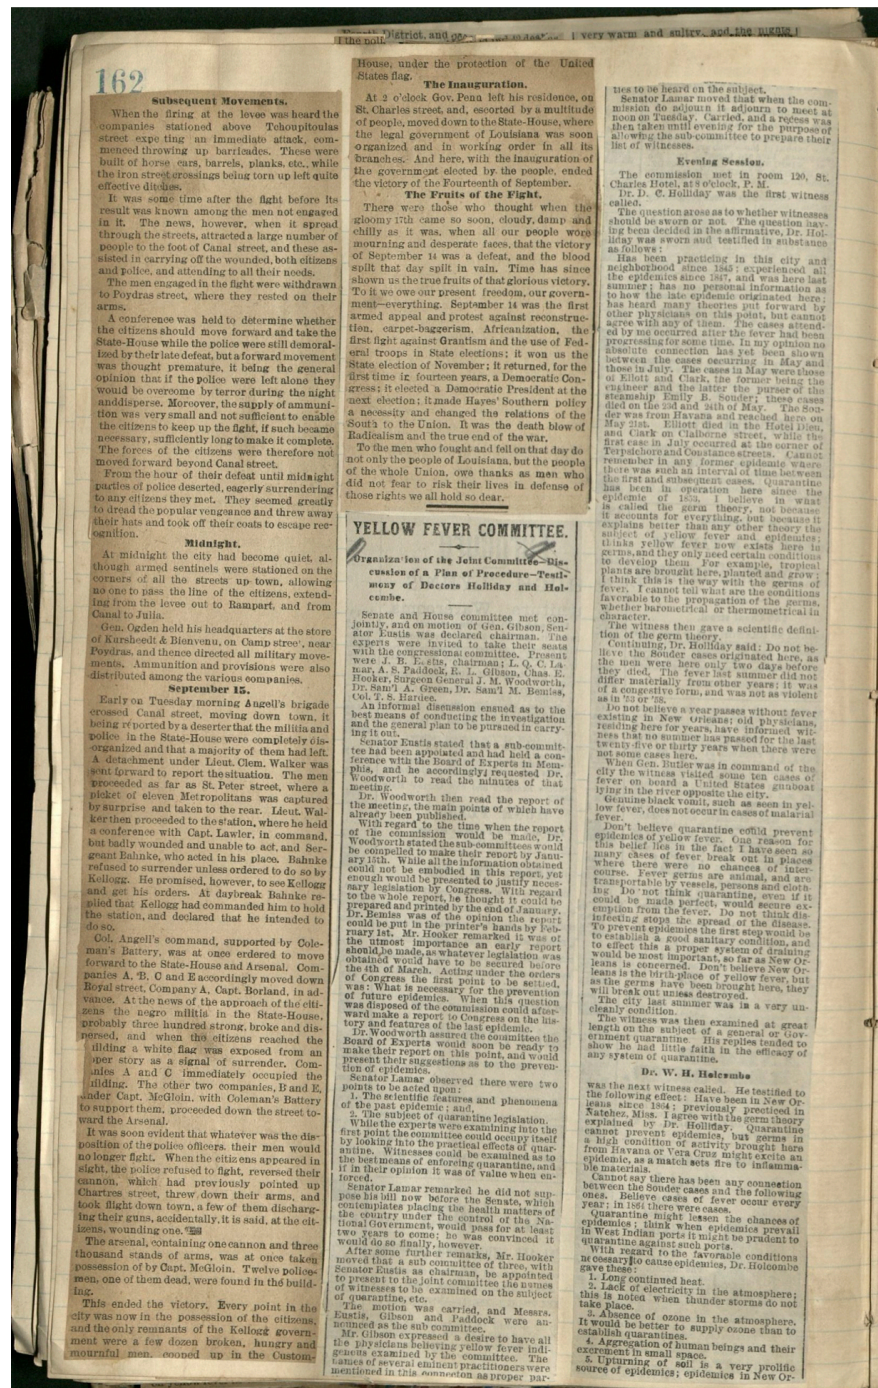 District, and
the poll
very warm and sultry, and the nights
162
Subsequent Movements.
When the firing at the levee was heard the
companies stationed above Tchoupitoulas
street expe ting an immediate attack, com-
menced throwing up barricades. These were
built of horse cars, barrels, planks, etc., while
the iron street crossings being torn up left quite
effective ditches.
It was some time after the fight before its
result was known among the men not engaged
in it. The news, however, when it spread
through the streets, attracted a large number of
people to the foot of Canal street, and these as-
sisted in carrying off the wounded, both citizens
and police, and attending to all their needs.
The men engaged in the fight were withdrawn
to Poydras street, where they rested on their
arms.
A conference was held to determine whether
the citizens should move forward and take the
State-House while the police were still demoral-
ized by their late defeat, but a forward movement
was thought premature, it being the general
opinion that if the police were left alone they
would be overcome by terror during the night
anddisperse. Moreover, the supply of ammuni-
tion was very small and not sufficient to enable
the citizens to keep up the fight, if such became
necessary, sufficiently long to make it complete.
The forces of the citizens were therefore not
moved forward beyond Canal street.
From the hour of their defeat until midnight
parties of police deserted, eagerly surrendering
to any citizens they met. They seemed greatly
to dread the popular vengeance and threw away
their hats and took off their coats to escape rec-
ognition.
Midnight.
At midnight the city had become quiet, al-
though armed sentinels were stationed on the
corners of all the streets up town, allowing
no one to pass the line of the citizens, extend-
ing from the levee out to Rampart, and from
Canal to Julia.
Gen. Ogden held his headquarters at the store
of Kursheedt & Bienvenu, on Camp stree', near
Poydras, and thence directed all military move-
ments. Ammunition and provisions were also
distributed among the various companies.
September 15.
Early on Tuesday morning Angell's brigade
crossed Canal street, moving down town, it
being reported by a deserter that the militia and
police in the State-House were completely dis-
organized and that a majority of them had left.
A detachment under Lieut. Clem. Walker was
sent forward to report the situation. The men
proceeded as far as St. Peter street, where a
picket of eleven Metropolitans was captured
by surprise and taken to the rear. Lieut. Wal-
ker then proceeded to the station, where he held
a conference with Capt. Lawler, in command,
but badly wounded and unable to act, and Ser-
geant Bahnke, who acted in his place. Bahnke
refused to surrender unless ordered to do so by
Kellogg. He promised, however, to see Kellogg
and get his orders. At daybreak Bahnke re-
plied that Kellogg had commanded him to hold
the station, and declared that he intended to
do so.
Col. Angell's command, supported by Cole-
man's Battery, was at once ordered to move
forward to the State-House and Arsenal. Com-
panies A. B, C and E accordingly moved down
Royal street, Company A, Capt. Borland, in ad-
vance. At the news of the approach of the citi-
zens the negro militia in the State-House,
probably three hundred strong, broke and dis-
persed, and when the citizens reached the
uilding a white flag was exposed from an
pper story as a signal of surrender. Com-
nies A and C immediately occupied the
ilding. The other two companies, B and E,
under Capt. McGloin, with Coleman's Battery
to support them, proceeded down the street to-
ward the Arsenal.
It was soon evident that whatever was the dis-
position of the police officers, their men would
no longer fight. When the citizens appeared in
sight, the police refused to fight, reversed their
cannon, which had previously pointed up
Chartres street, threw down their arms, and
took flight down town, a few of them discharg-
ing their guns, accidentally, it is said, at the cit-
izens, wounding one.
The arsenal, containing one cannon and three
thousand stands of arms, was at once taken
possession of by Capt. McGloin. Twelve police-
men, one of them dead, were found in the build-
ing.
This ended the victory. Every point in the
city was now in the possession of the citizens,
and the only remnants of the Kellogg govern-
ment were a few dozen broken, hungry and
mournful men, cooped up in the Custom-
House, under the protection of the United
States flag.
The Inauguration.
At 2 o'clock Gov. Penn left his residence, on
St. Charles street, and, escorted by a multitude
of people, moved down to the State-House, where
the legal government of Louisiana was soon
organized and in working order in all its
branches. And here, with the inauguration of
the government elected by the people, ended
the victory of the Fourteenth of September.
The Fruits of the Fight.
There were those who thought when the
gloomy 17th came so soon, cloudy, damp and
chilly as it was, when all our people wore
mourning and desperate faces, that the victory
of September 14 was a defeat, and the blood
spilt that day spilt in vain. Time has since
shown us the true fruits of that glorious victory.
To it we owe our present freedom, our govern-
ment—everything. September 14 was the first
armed appeal and protest against reconstruc-
tion, carpet-baggerism, Africanization, the
first fight against Grantism and the use of Fed-
eral troops in State elections; it won us the
State election of November; it returned, for the
first time in fourteen years, a Democratic Con-
gress; it elected a Democratic President at the
next election; it made Hayes' Southern policy
a necessity and changed the relations of the
South to the Union. It was the death blow of
Radicalism and the true end of the war.
To the men who fought and fell on that day do
not only the people of Louisiana, but the people
of the whole Union, owe thanks as men who
did not fear to risk their lives in defense of
those rights we all hold so dear.
YELLOW FEVER COMMITTEE.
Organization of the Joint Committee—Dis-
cussion of a Plan of Procedure—Testi-
mony of Doctors Holliday and Hol-
combe.
Senate and House committee met con-
jointly, and on motion of Gen. Gibson, Sen-
ator Eustis was declared chairman. The
experts were invited to take their seats
with the congressional committee. Present
were J. B. Eustis, chairman; L. Q. C. La-
mar, A. S. Paddock, R. L. Gibson, Chas. E.
Hooker, Surgeon General J. M. Woodworth,
Dr. Sam'l A. Green, Dr. Sam'l M. Bemiss,
Col. T. S. Hardee.
An informal discussion ensued as to the
best means of conducting the investigation
and the general plan to be pursued in carry-
ing it out.
Senator Eustis stated that a sub-commit-
tee had been appointed and had held a con-
ference with the Board of Experts in Mem-
phis, and he accordingly requested Dr.
Woodworth to read the minutes of that
meeting.
Dr. Woodworth then read the report of
the meeting, the main points of which have
already been published.
With regard to the time when the report
of the commission would be made, Dr.
Woodworth stated the sub-committees would
be compelled to make their report by Janu-
ary 15th. While all the information obtained
could not be embodied in this report, yet
enough would be presented to justify neces-
sary legislation by Congress. With regard
to the whole report, he thought it could be
prepared and printed by the end of January.
Dr. Bemiss was of the opinion the report
could be put in the printer's hands by Feb-
ruary 1st. Mr. Hooker remarked it was of
the utmost importance an early report
should be made, as whatever legislation was
obtained would have to be secured before
the 4th of March. Acting under the orders
of Congress the first point to be settled,
was: What is necessary for the prevention
of future epidemics. When this question
was disposed of the commission could after-
ward make a report to Congress on the his-
tory and features of the last epidemic.
Dr. Woodworth assured the committee the
Board of Experts would soon be ready to
make their report on this point, and would
present their suggestions as to the preven-
tion of epidemics.
Senator Lamar observed there were two
points to be acted upon:
1. The scientific features and phenomena
of the past epidemic; and,
2. The subject of quarantine legislation.
While the experts were examining into the
first point the committee could occupy itself
by looking into the practical effects of quar-
antine. Witnesses could be examined as to
the best means of enforcing quarantine, and
if in their opinion it was of value when en-
forced.
Senator Lamar remarked he did not sup-
pose his bill now before the Senate, which
contemplates placing the health matters of
the country under the control of the Na-
tional Government, would pass for at least
two years to come; he was convinced it
would do so finally, however.
After some further remarks, Mr. Hooker
moved that a sub committee of three, with
Senator Eustis as chairman, be appointed
to present to the joint committee the names
of witnesses to be examined on the subject
of quarantine, etc.
The motion was carried, and Messrs.
Eustis, Gibson and Paddock were an-
nounced as the sub committee.
Mr. Gibson expressed a desire to have all
the physicians believing yellow fever indi-
genous examined by the committee. The
names of several eminent practitioners were
mentioned in this connection as proper par-
ties to be heard on the subject.
Senator Lamar moved that when the com-
mission do adjourn it adjourn to meet at
noon on Tuesday. Carried, and a recess was
then taken until evening for the purpose of
allowing the sub-committee to prepare their
list of witnesses.
Evening Session.
The commission met in room 120, St.
Charles Hotel, at 8 o'clock, P. M.
Dr. D. C. Holliday was the first witness
called.
The question arose as to whether witnesses
should be sworn or not. The question hav-
ing been decided in the affirmative, Dr. Hol-
liday was sworn and testified in substance
as follows:
Has been practicing in this city and
neighborhood since 1845; experienced all
the epidemics since 1847, and was here last
summer; has no personal information as
to how the late epidemic originated here;
has heard many theories put forward by
other physicians on this point, but cannot
agree with any of them. The cases attend-
ed by me occurred after the fever had been
progressing for some time. In my opinion no
absolute connection has yet been shown
between the cases occurring in May and
those in July. The cases in May were those
of Ellott and Clark, the former being the
engineer and the latter the purser of the
steamship Emily B. Souder; these cases
died on the 23d and 24th of May. The Sou-
der was from Havana and reached here on
May 21st. Elliott died in the Hotel Dieu,
and Clark on Claiborne street, while the
first case in July occurred at the corner of
Terpsichore and Constance streets. Cannot
remember in any former epidemic where
there was such an interval of time between
the first and subsequent cases. Quarantine
has been in operation here since the
epidemic of 1853. I believe in what
is called the germ theory, not because
it accounts for everything, but because it
explains better than any other theory the
subject of yellow fever and epidemics;
thinks yellow fever now exists here in
germs, and they only need certain conditions
to develop them. For example, tropical
plants are brought here, planted and grow;
I think this is the way with the germs of
fever. I cannot tell what are the conditions
favorable to the propagation of the germs,
whether barometrical or thermometrical in
character.
The witness then gave a scientific defini-
tion of the germ theory.
Continuing, Dr. Holliday said: Do not be-
lieve the Souder cases originated here, as
the men were here only two days before
they died. The fever last summer did not
differ materially from other years; it was
of a congestive form, and was not as violent
as in '73 or '58.
Do not believe a year passes without fever
existing in New Orleans; old physicians,
residing here for years, have informed wit-
ness that no summer has passed for the last
twenty five or thirty years when there were
not some cases here.
When Gen. Butler was in command of
the city the witness visited some ten cases of
fever on board a United States gunboat
lying in the river opposite the city.
Genuine black vomit, such as seen in yel-
low fever, does not occur in cases of malarial
fever.
Don't believe quarantine could prevent
epidemics of yellow fever. One reason for
this belief lies in the fact I have seen so
many cases of fever break out in places
where there were no chances of inter-
course. Fever germs are animal, and are
transportable by vessels, persons and cloth-
ing. Do not think quarantine, even if it
could be made perfect, would secure ex-
emption from the fever. Do not think dis-
infecting stops the spread of the disease.
To prevent epidemics the first step would be
to establish a good sanitary condition, and
to effect this a proper system of draining
would be most important, so far as New Or-
leans is concerned. Don't believe New Or-
leans is the birth-place of yellow fever, but
as the germs have been brought here, they
will break out unless destroyed.
The city last summer was in a very un-
cleanly condition.
The witness was then examined at great
length on the subject of a general or Gov-
ernment quarantine. His replies tended to
show he had little faith in the efficacy of
any system of quarantine.
Dr. W. H. Holcombe
was the next witness called. He testified to
the following effect: Have been in New Or-
leans since 1864; previously practiced in
Natchez, Miss. I agree with the germ theory
explained by Dr. Holliday. Quarantine
cannot prevent epidemics, but germs in
a high condition of activity brought here
from Havana or Vera Cruz might excite an
epidemic, as a match sets fire to inflamma-
ble materials.
Cannot say there has been any connection
between the Souder cases and the following
ones. Believe cases of fever occur every
year; in 1864 there were cases.
Quarantine might lessen the chances of
epidemics; think when epidemics prevail
in West Indian ports it might be prudent to
quarantine against such ports.
With regard to the favorable conditions
necessary to cause epidemics, Dr. Holcombe
gave these:
1. Long continued heat.
2. Lack of electricity in the atmosphere;
this is noted when thunder storms do not
take place.
3. Absence of ozone in the atmosphere.
It would be better to supply ozone than to
establish quarantines.
4. Aggregation of human beings and their
excrement in small space.
5. Upturning of soil is a very prolific
source of epidemics; epidemics in New Or-